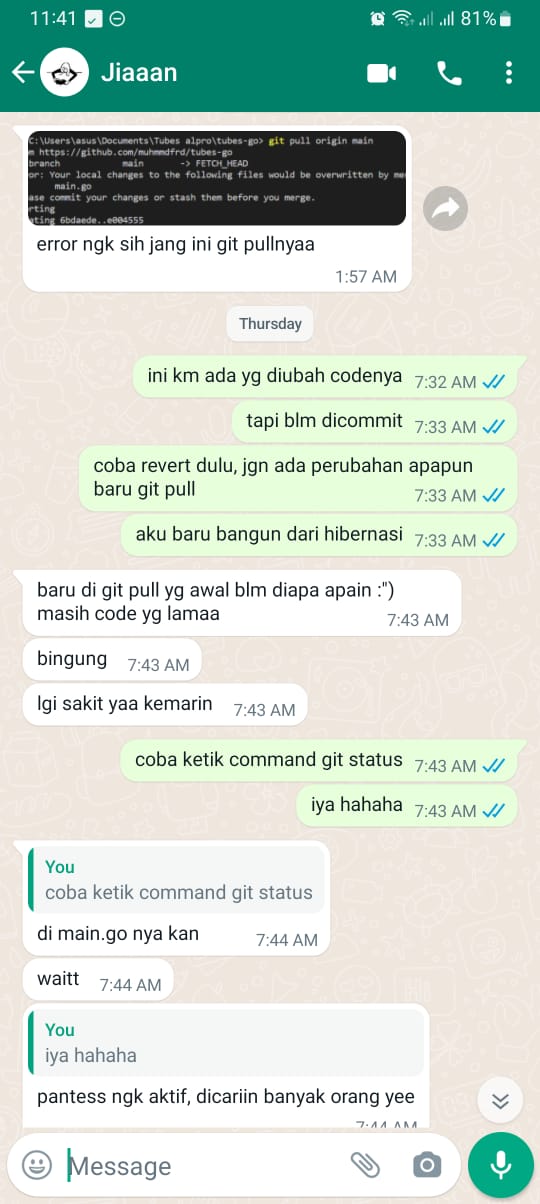 11:41
81%
Jiaaan
C:\Users\asus\Documents\Tubes alpro\tubes-go> git pull origin main
m https://github.com/muhmmdfrd/tubes-go
branch main -> FETCH_HEAD
or: Your local changes to the following files would be overwritten by me
main.go
ase commit your changes or stash them before you merge.
rting
ating 6bdaede..e004555
error ngk sih jang ini git pullnyaa
1:57 AM
Thursday
ini km ada yg diubah codenya 7:32 AM
tapi blm dicommit 7:33 AM
coba revert dulu, jgn ada perubahan apapun
baru git pull 7:33 AM
aku baru bangun dari hibernasi 7:33 AM
baru di git pull yg awal blm diapa apain :")
masih code yg lamaa 7:43 AM
bingung 7:43 AM
lgi sakit yaa kemarin 7:43 AM
coba ketik command git status 7:43 AM
iya hahaha 7:43 AM
You
coba ketik command git status
di main.go nya kan 7:44 AM
waitt 7:44 AM
You
iya hahaha
pantess ngk aktif, dicariin banyak orang yee
7:44 AM
Message